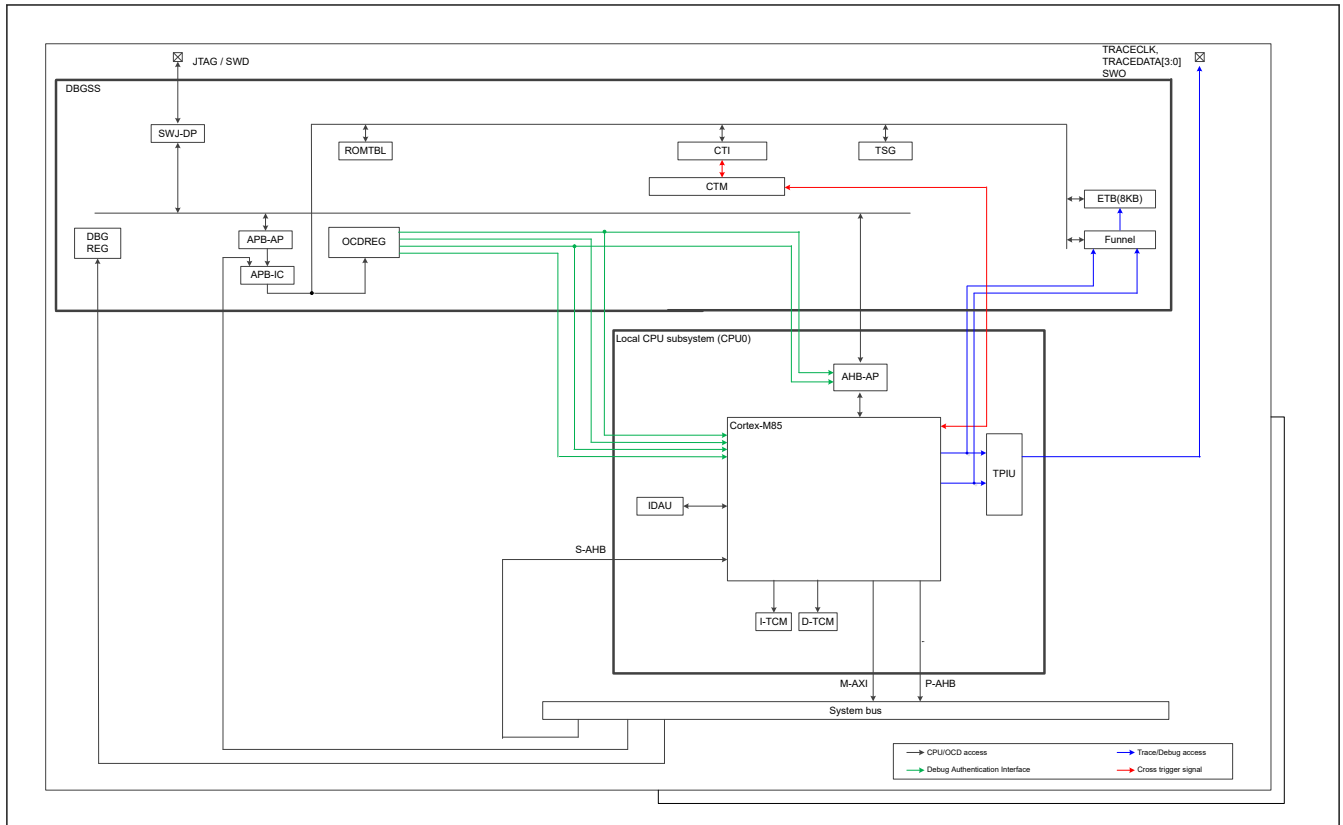 JTAG / SWD
TRACECLK,
TRACEDATA[3:0]
SWO
DBGSS
SWJ-DP
ROMTBL
CTI
TSG
CTM
ETB(8KB)
DBG
REG
APB-AP
OCDREG
Funnel
APB-IC
Local CPU subsystem (CPU0)
AHB-AP
Cortex-M85
TPIU
IDAU
S-AHB
I-TCM
D-TCM
M-AXI
P-AHB
System bus
CPU/OCD access
Trace/Debug access
Debug Authentication Interface
Cross trigger signal